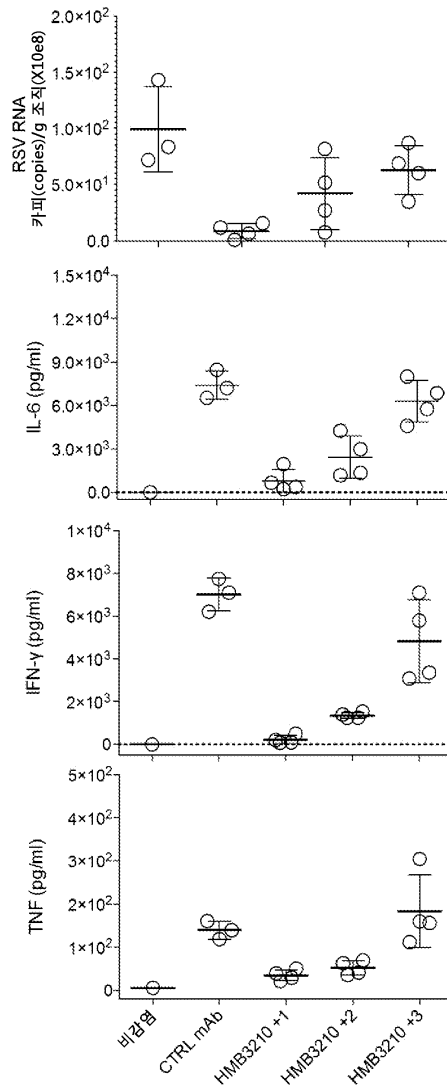 RSV RNA
카피(copies)/g 조직(X10e8)
2.0×10²
1.5×10²
1.0×10²
5.0×10¹
0.0
IL-6 (pg/ml)
1.5×10⁴
1.2×10⁴
9.0×10³
6.0×10³
3.0×10³
0.0
IFN-γ (pg/ml)
1×10⁴
8×10³
6×10³
4×10³
2×10³
0
TNF (pg/ml)
5×10²
4×10²
3×10²
2×10²
1×10²
0
비감염
CTRL mAb
HMB3210 +1
HMB3210 +2
HMB3210 +3